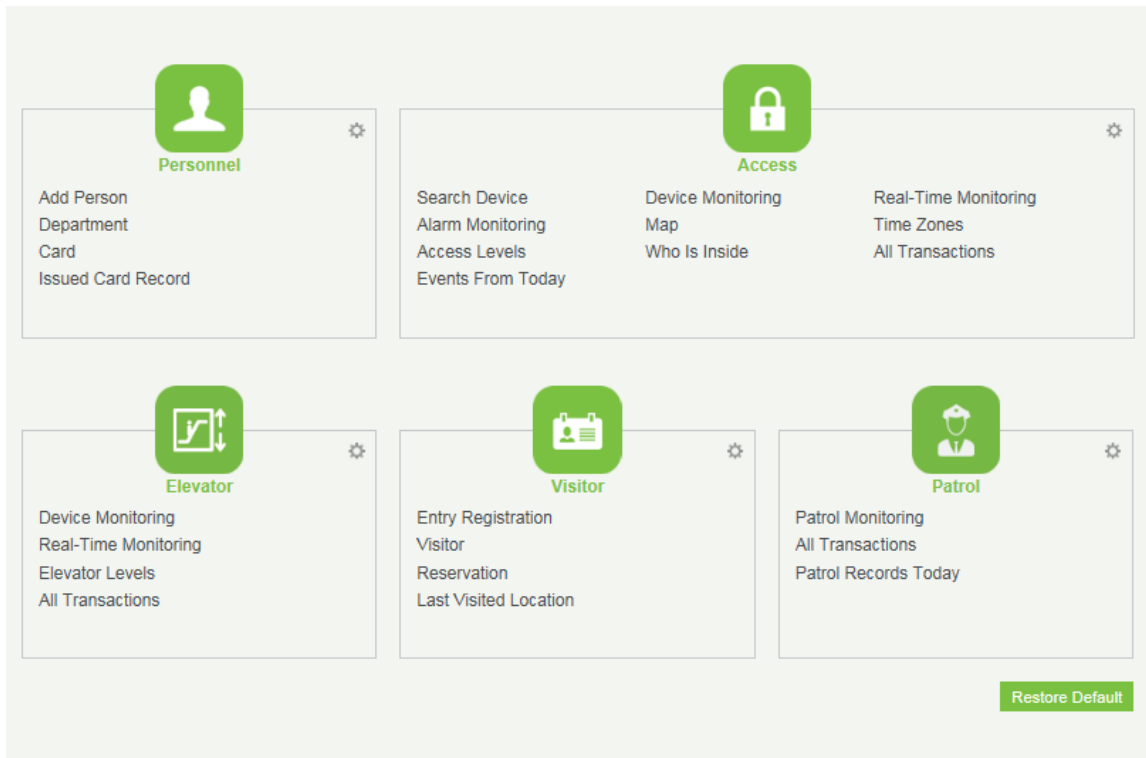 Personnel
Add Person
Department
Card
Issued Card Record
Access
Search Device Device Monitoring Real-Time Monitoring
Alarm Monitoring Map Time Zones
Access Levels Who Is Inside All Transactions
Events From Today
Elevator
Device Monitoring
Real-Time Monitoring
Elevator Levels
All Transactions
Visitor
Entry Registration
Visitor
Reservation
Last Visited Location
Patrol
Patrol Monitoring
All Transactions
Patrol Records Today
Restore Default